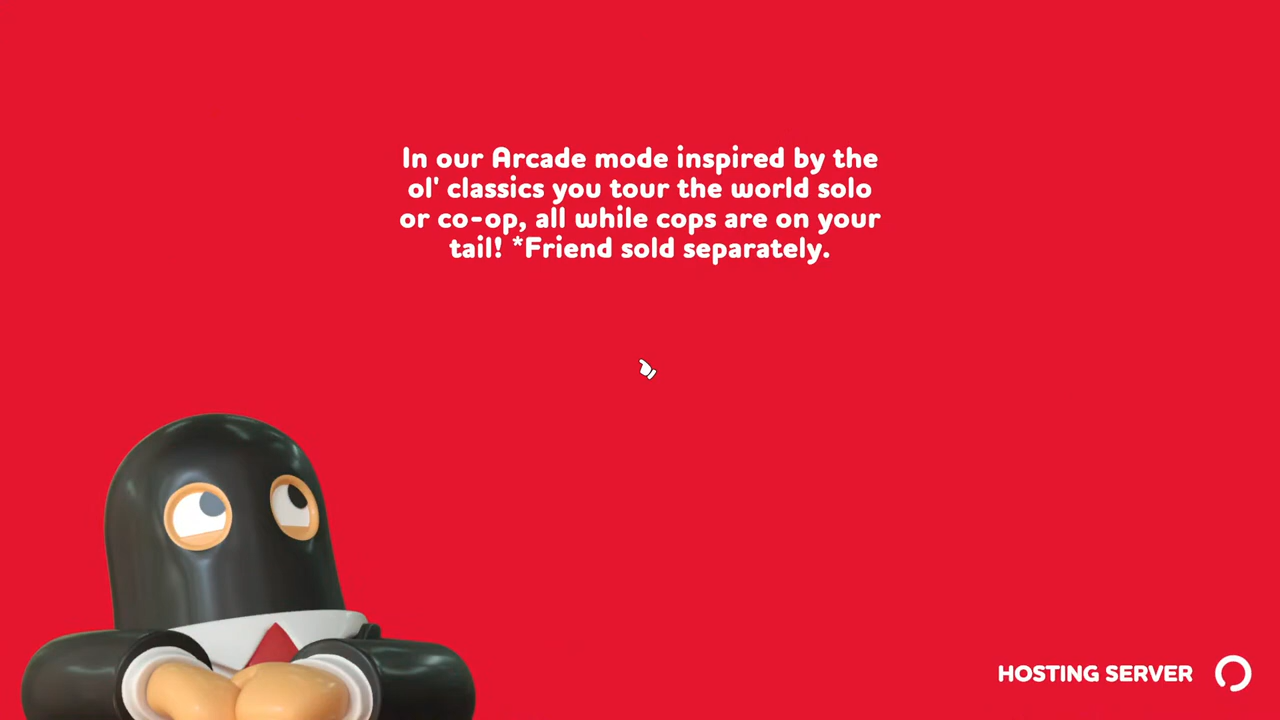 In our Arcade mode inspired by the
ol' classics you tour the world solo
or co-op, all while cops are on your
tail! *Friend sold separately.
HOSTING SERVER